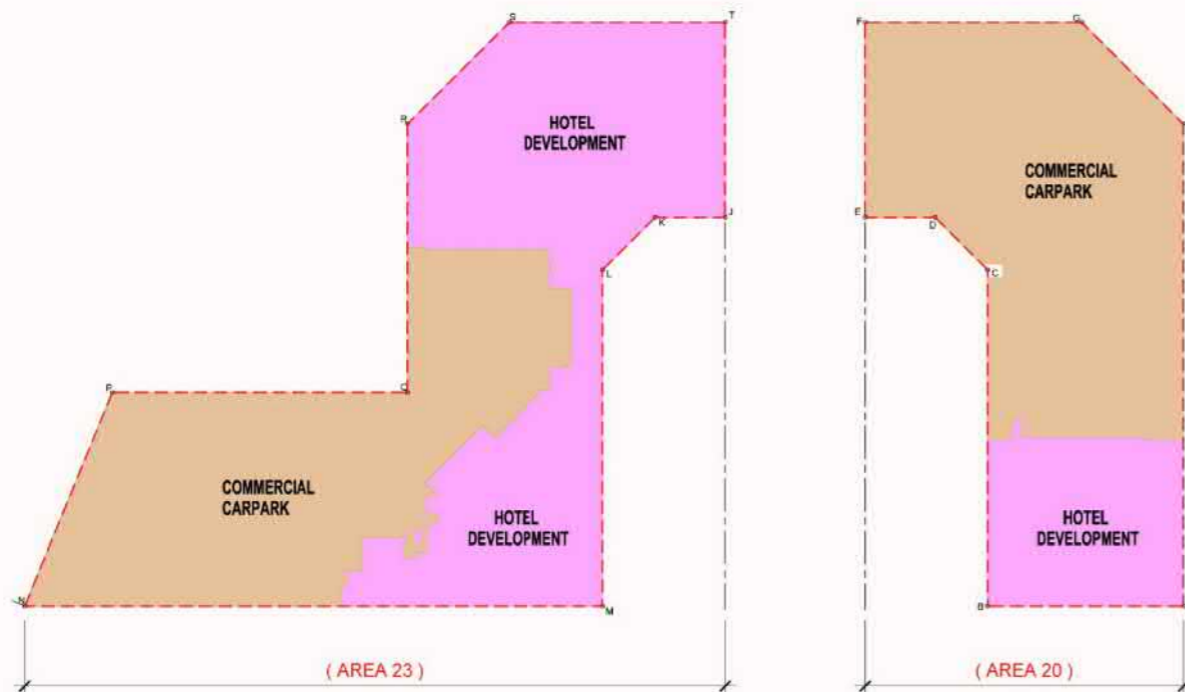 S
T
F
G
R
HOTEL
DEVELOPMENT
COMMERCIAL
CARPARK
K
J
E
D
L
C
P
Q
COMMERCIAL
CARPARK
HOTEL
DEVELOPMENT
HOTEL
DEVELOPMENT
N
M
B
( AREA 23 )
( AREA 20 )